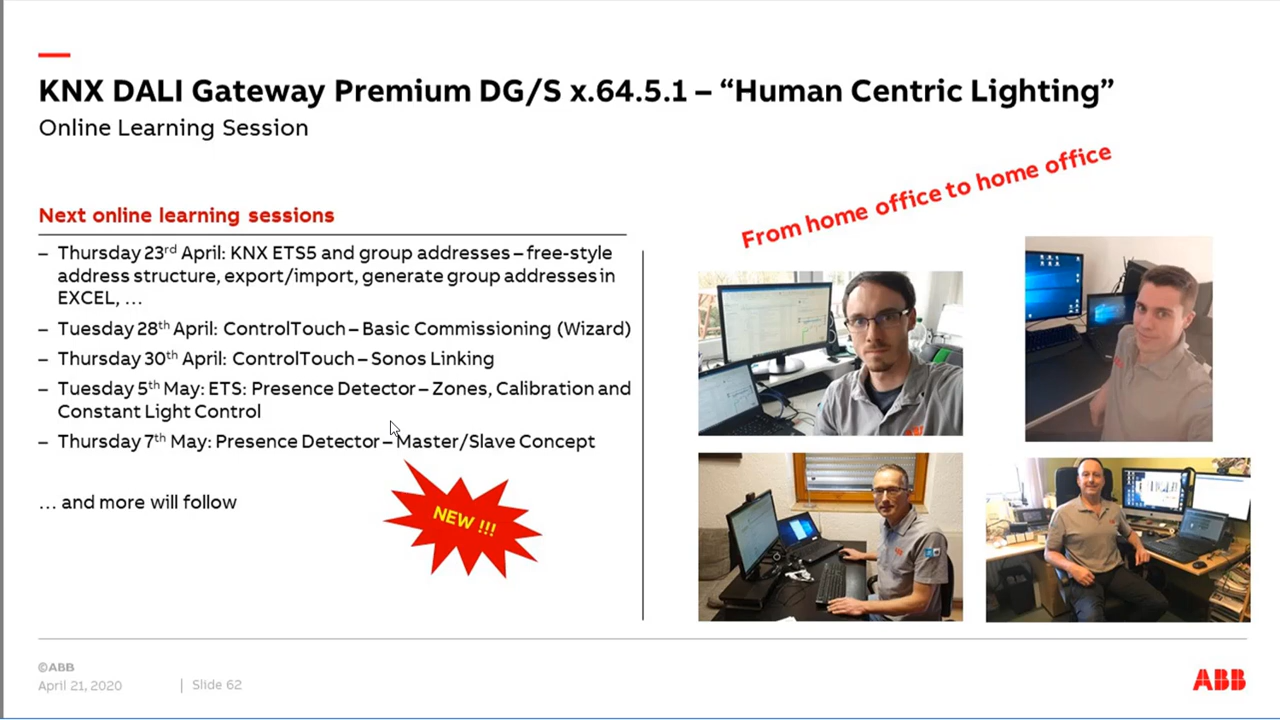 KNX DALI Gateway Premium DG/S x.64.5.1 – “Human Centric Lighting”
Online Learning Session
From home office to home office
Next online learning sessions
– Thursday 23rd April: KNX ETS5 and group addresses – free-style
address structure, export/import, generate group addresses in
EXCEL, …
– Tuesday 28th April: ControlTouch – Basic Commissioning (Wizard)
– Thursday 30th April: ControlTouch – Sonos Linking
– Tuesday 5th May: ETS: Presence Detector – Zones, Calibration and
Constant Light Control
– Thursday 7th May: Presence Detector – Master/Slave Concept
… and more will follow
NEW !!!
©ABB
April 21, 2020
Slide 62
ABB